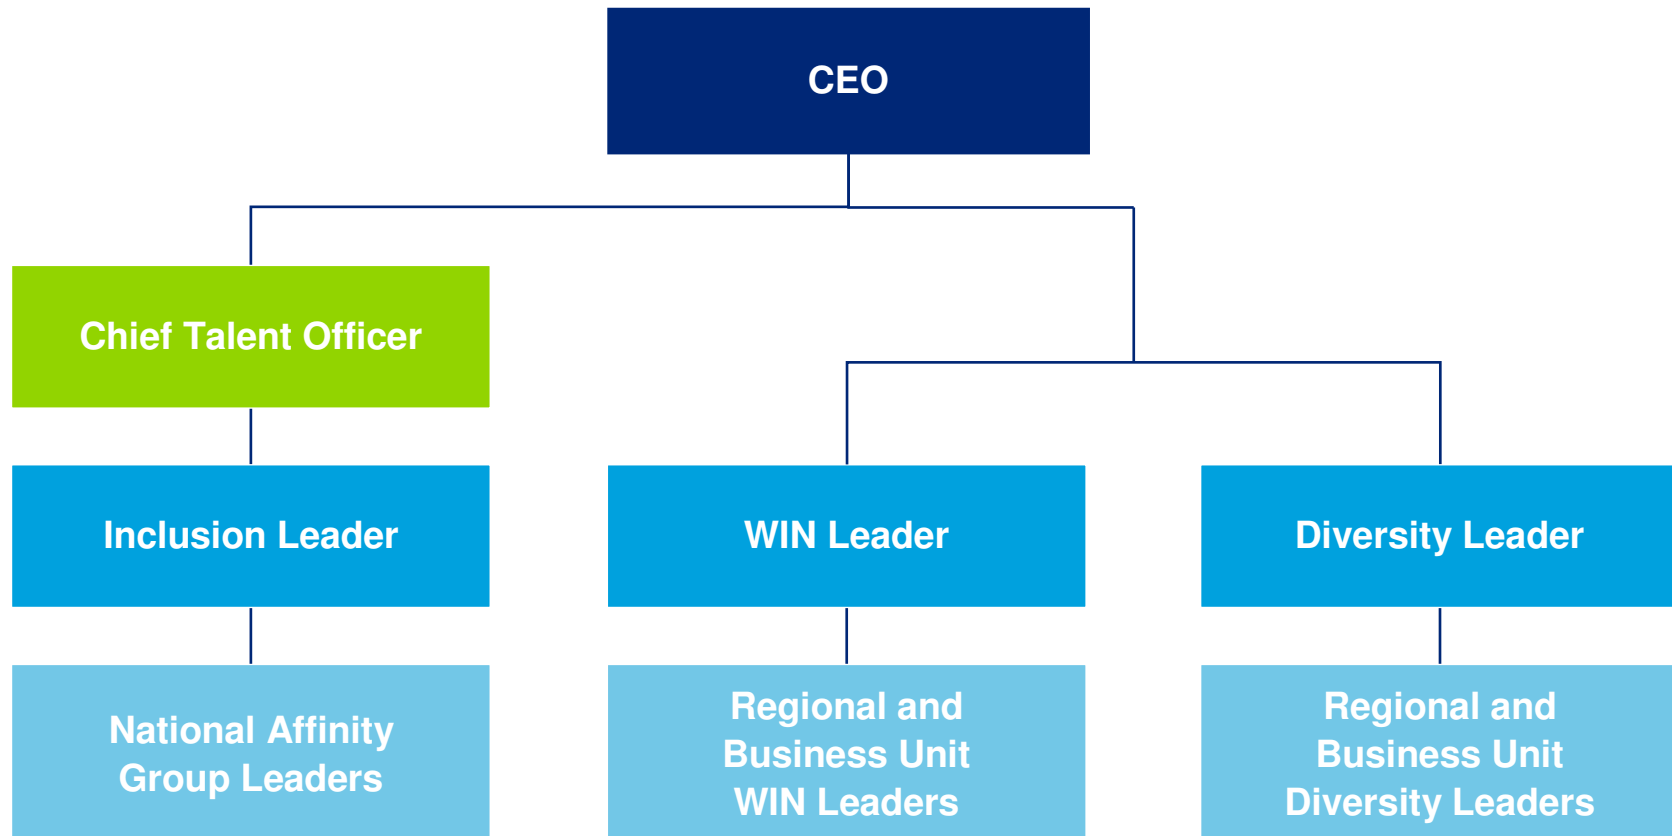 CEO
Chief Talent Officer
Inclusion Leader
WIN Leader
Diversity Leader
National Affinity
Group Leaders
Regional and
Business Unit
WIN Leaders
Regional and
Business Unit
Diversity Leaders